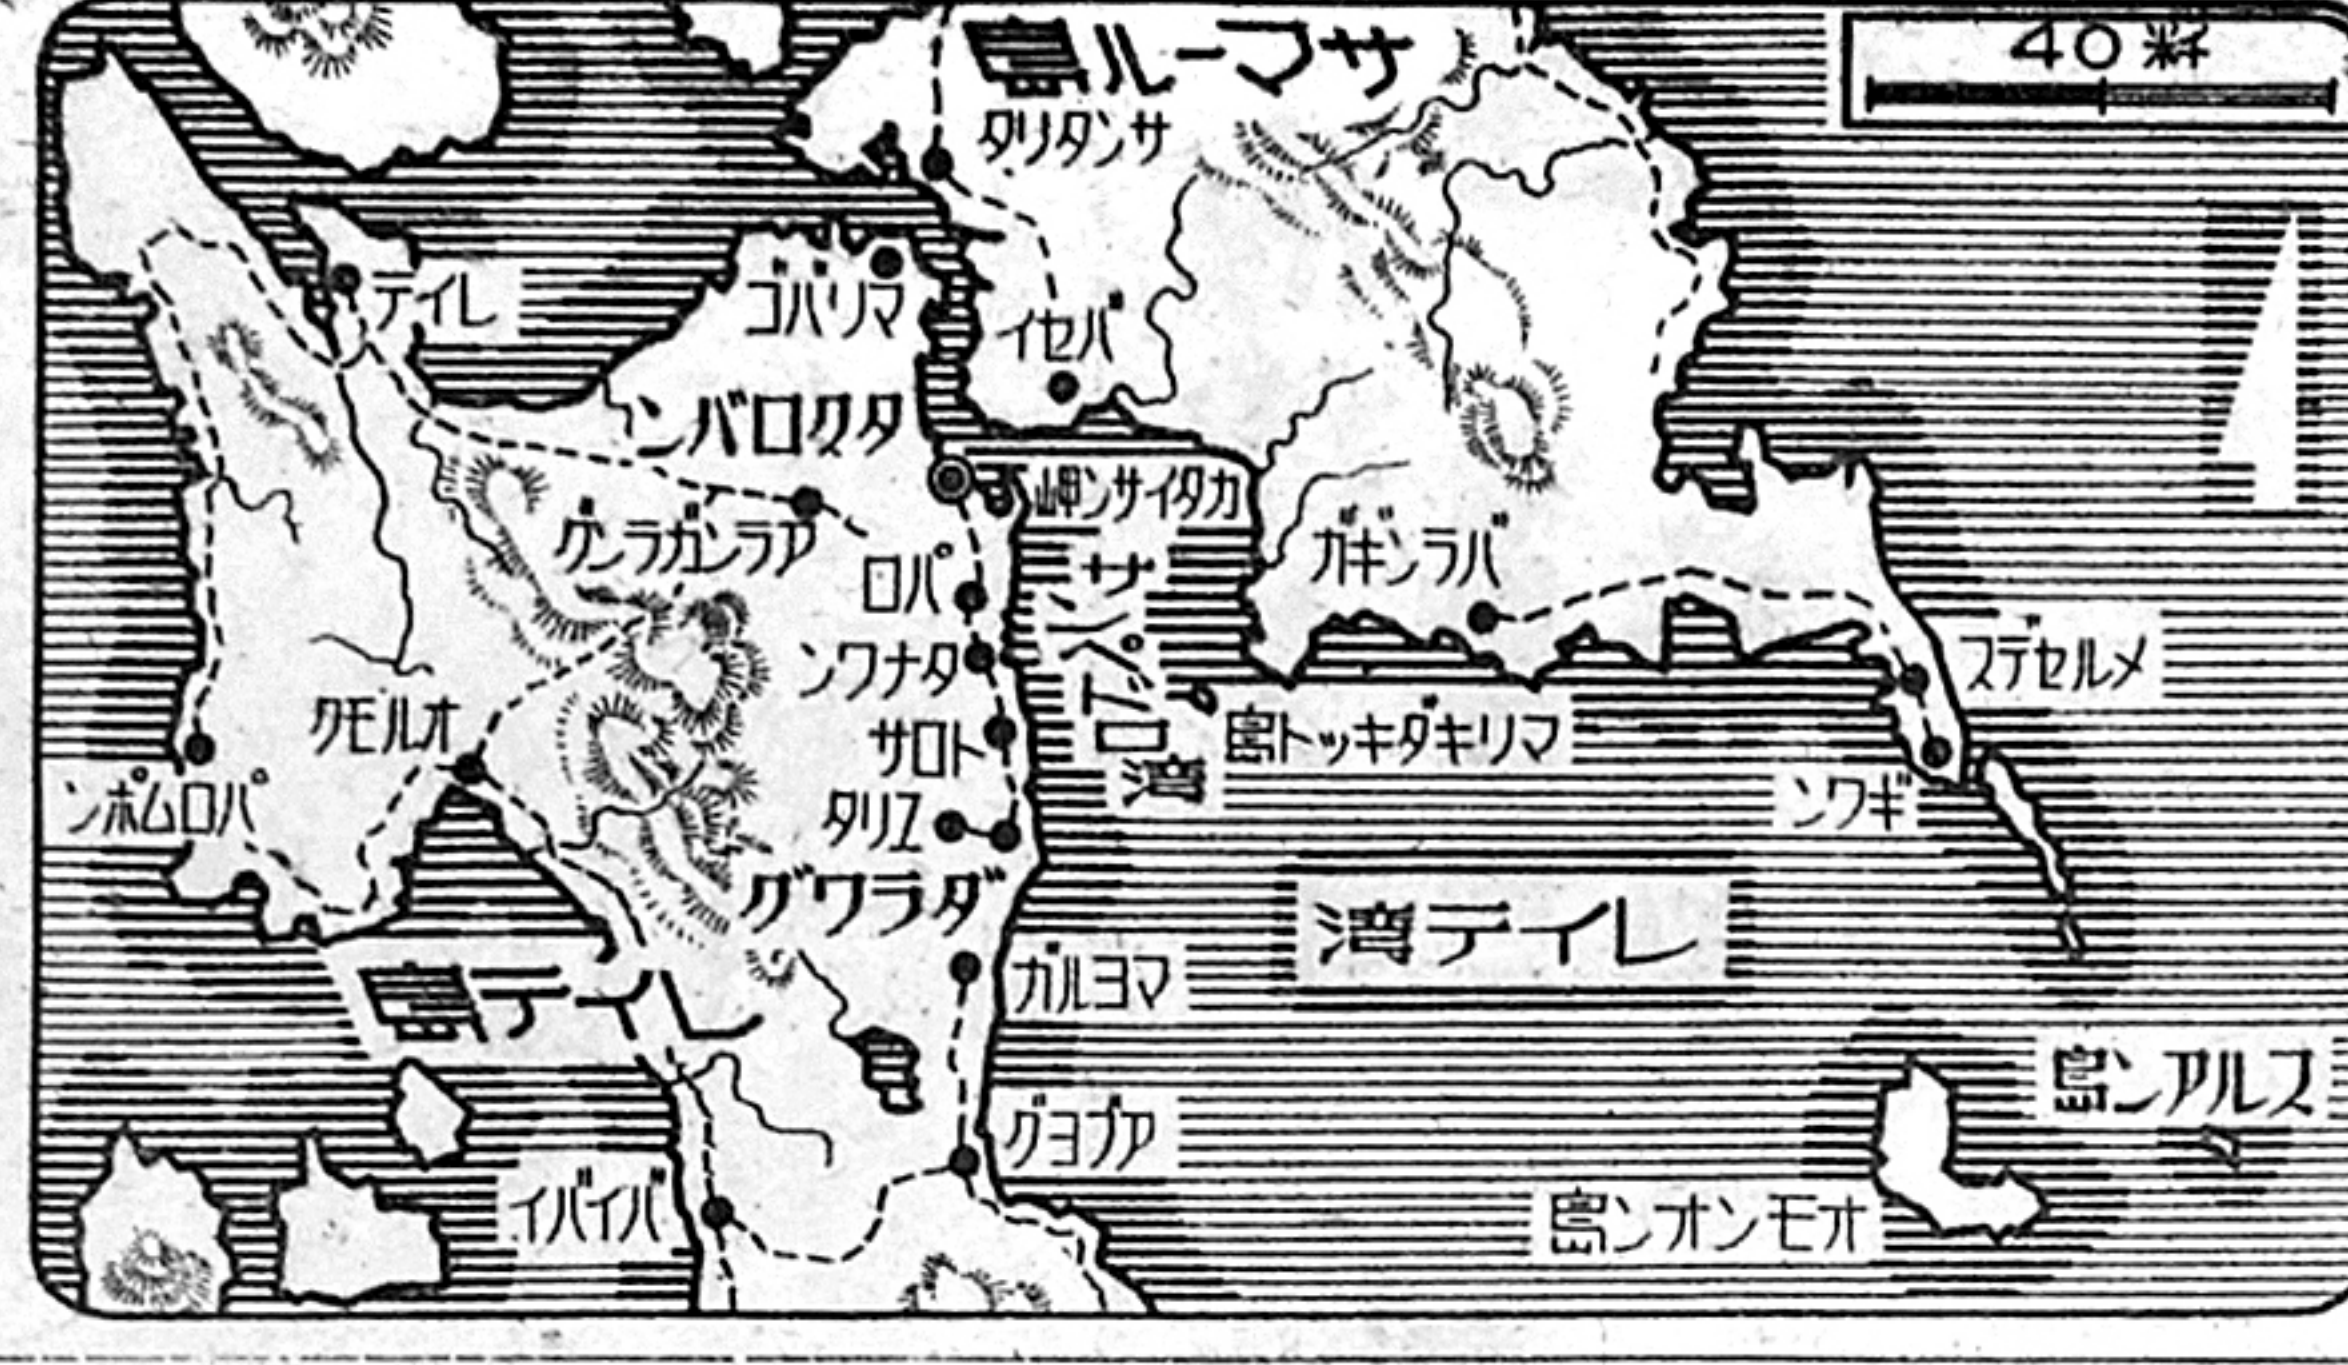 40粁
サマール島
サンタリタ
レイテ
マリバゴ
バセイ
タクロバン
カタイサン岬
アランガラング
バランギガ
パロ
サンペドロ湾
タナワン
メルセデス
オルモク
トロサ
マリキダキット島
パロムポン
エリタ
ギワン
ダラワグ
レイテ湾
マヨルガ
レイテ島
スルアン島
アブヨグ
バイバイ
オモンオン島